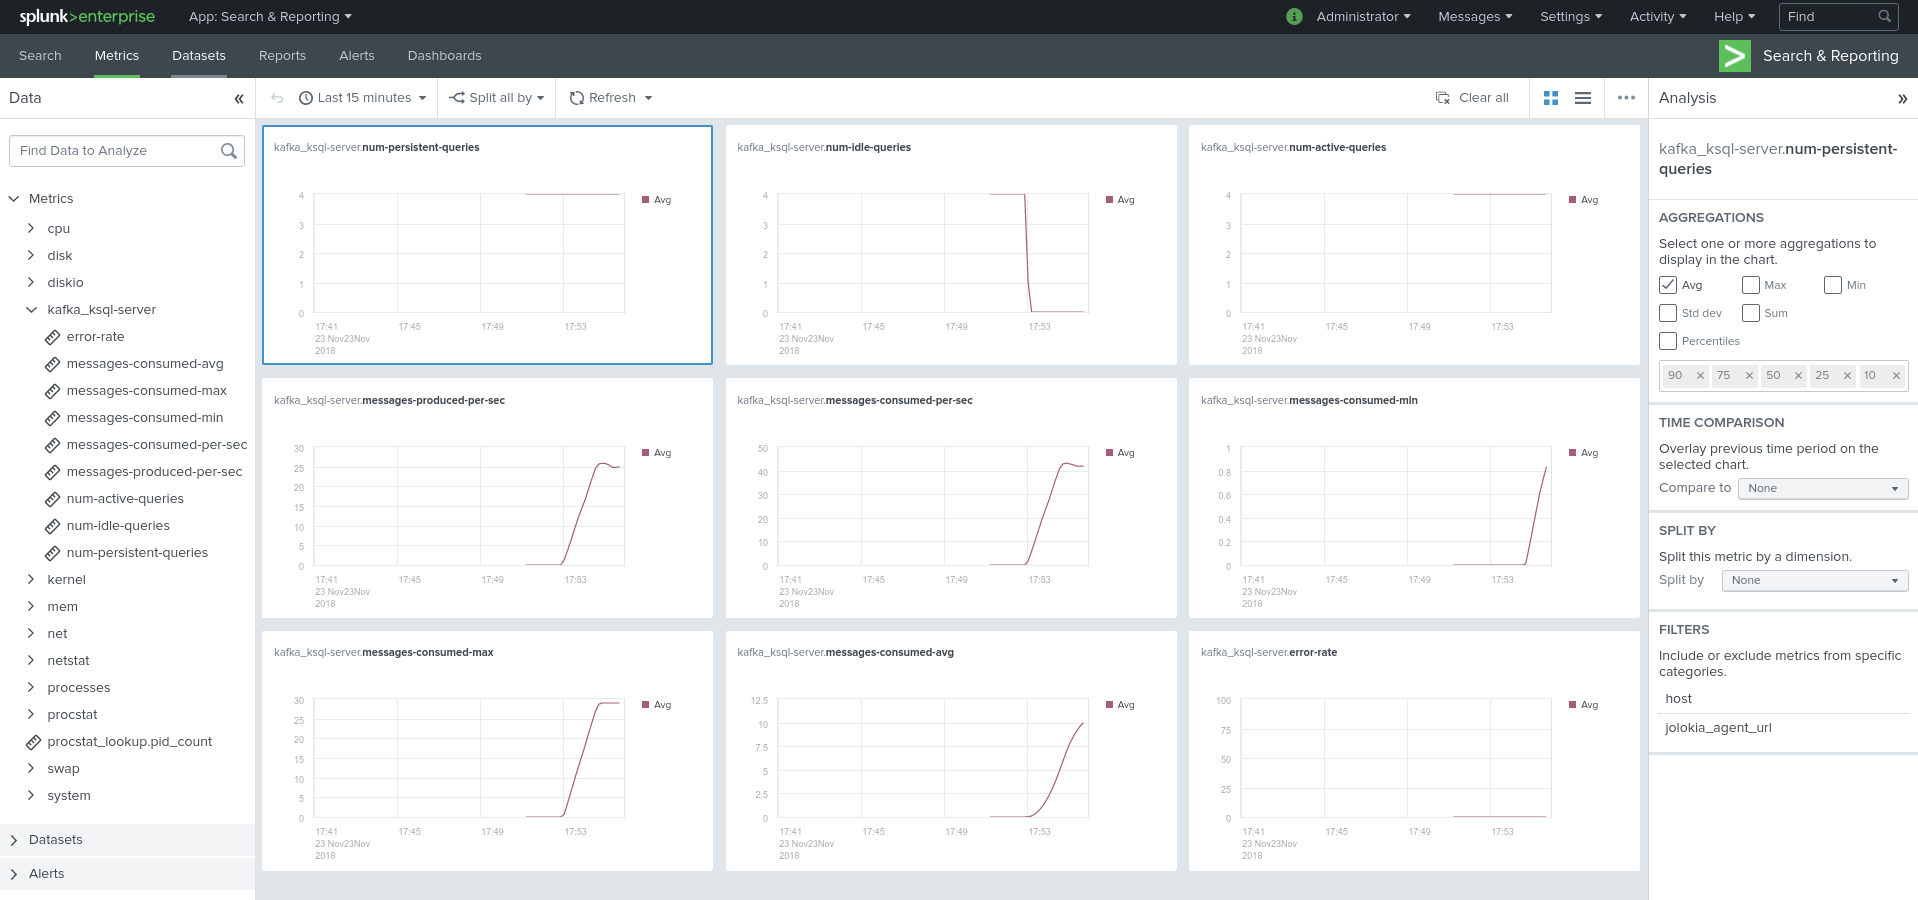 splunk>enterprise App: Search & Reporting
i Administrator Messages Settings Activity Help Find
Search Metrics Datasets Reports Alerts Dashboards
Search & Reporting
Data
Find Data to Analyze
Metrics
cpu
disk
diskio
kafka_ksql-server
error-rate
messages-consumed-avg
messages-consumed-max
messages-consumed-min
messages-consumed-per-sec
messages-produced-per-sec
num-active-queries
num-idle-queries
num-persistent-queries
kernel
mem
net
netstat
processes
procstat
procstat_lookup.pid_count
swap
system
Datasets
Alerts
Last 15 minutes Split all by Refresh
Clear all
kafka_ksql-server.num-persistent-queries
4
3
2
1
0
17:41 17:45 17:49 17:53
23 Nov23Nov
2018
Avg
kafka_ksql-server.num-idle-queries
4
3
2
1
0
17:41 17:45 17:49 17:53
23 Nov23Nov
2018
Avg
kafka_ksql-server.num-active-queries
4
3
2
1
0
17:41 17:45 17:49 17:53
23 Nov23Nov
2018
Avg
kafka_ksql-server.messages-produced-per-sec
30
25
20
15
10
5
0
17:41 17:45 17:49 17:53
23 Nov23Nov
2018
Avg
kafka_ksql-server.messages-consumed-per-sec
50
40
30
20
10
0
17:41 17:45 17:49 17:53
23 Nov23Nov
2018
Avg
kafka_ksql-server.messages-consumed-min
1
0.8
0.6
0.4
0.2
0
17:41 17:45 17:49 17:53
23 Nov23Nov
2018
Avg
kafka_ksql-server.messages-consumed-max
30
25
20
15
10
5
0
17:41 17:45 17:49 17:53
23 Nov23Nov
2018
Avg
kafka_ksql-server.messages-consumed-avg
12.5
10
7.5
5
2.5
0
17:41 17:45 17:49 17:53
23 Nov23Nov
2018
Avg
kafka_ksql-server.error-rate
100
75
50
25
0
17:41 17:45 17:49 17:53
23 Nov23Nov
2018
Avg
Analysis
kafka_ksql-server.num-persistent-
queries
AGGREGATIONS
Select one or more aggregations to
display in the chart.
Avg Max Min
Std dev Sum
Percentiles
90 75 50 25 10
TIME COMPARISON
Overlay previous time period on the
selected chart.
Compare to None
SPLIT BY
Split this metric by a dimension.
Split by None
FILTERS
Include or exclude metrics from specific
categories.
host
jolokia_agent_url